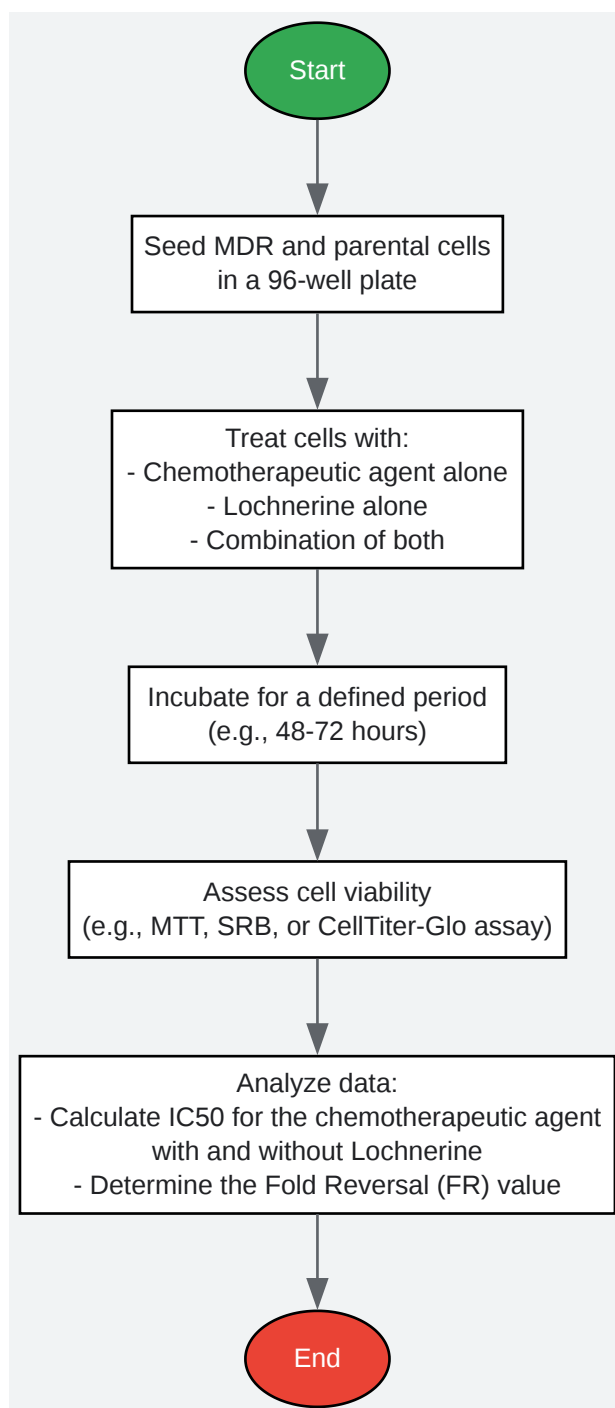 Start
Seed MDR and parental cells
in a 96-well plate
Treat cells with:
- Chemotherapeutic agent alone
- Lochnerine alone
- Combination of both
Incubate for a defined period
(e.g., 48-72 hours)
Assess cell viability
(e.g., MTT, SRB, or CellTiter-Glo assay)
Analyze data:
- Calculate IC50 for the chemotherapeutic agent
with and without Lochnerine
- Determine the Fold Reversal (FR) value
End